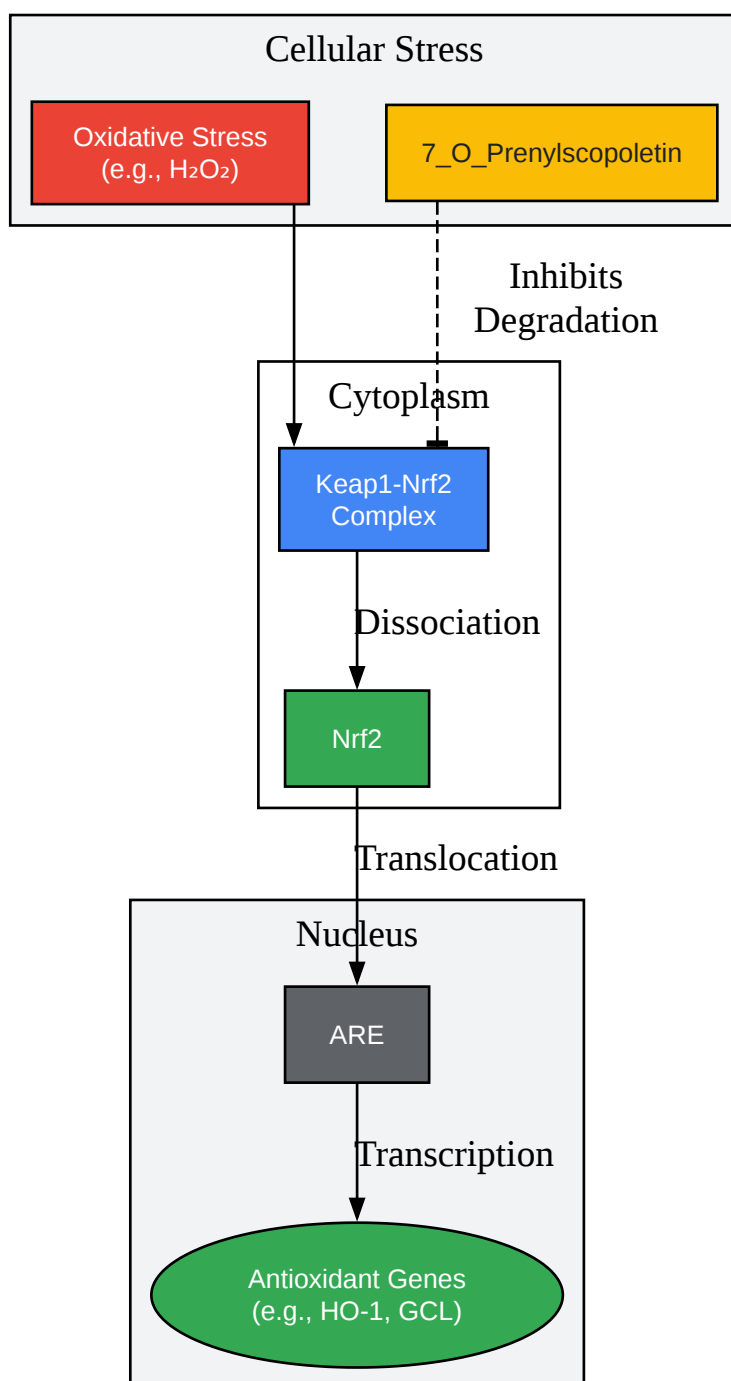 Cellular Stress
Oxidative Stress
(e.g., H₂O₂)
7_O_Prenylscopoletin
Inhibits
Degradation
Cytoplasm
Keap1-Nrf2
Complex
Dissociation
Nrf2
Translocation
Nucleus
ARE
Transcription
Antioxidant Genes
(e.g., HO-1, GCL)